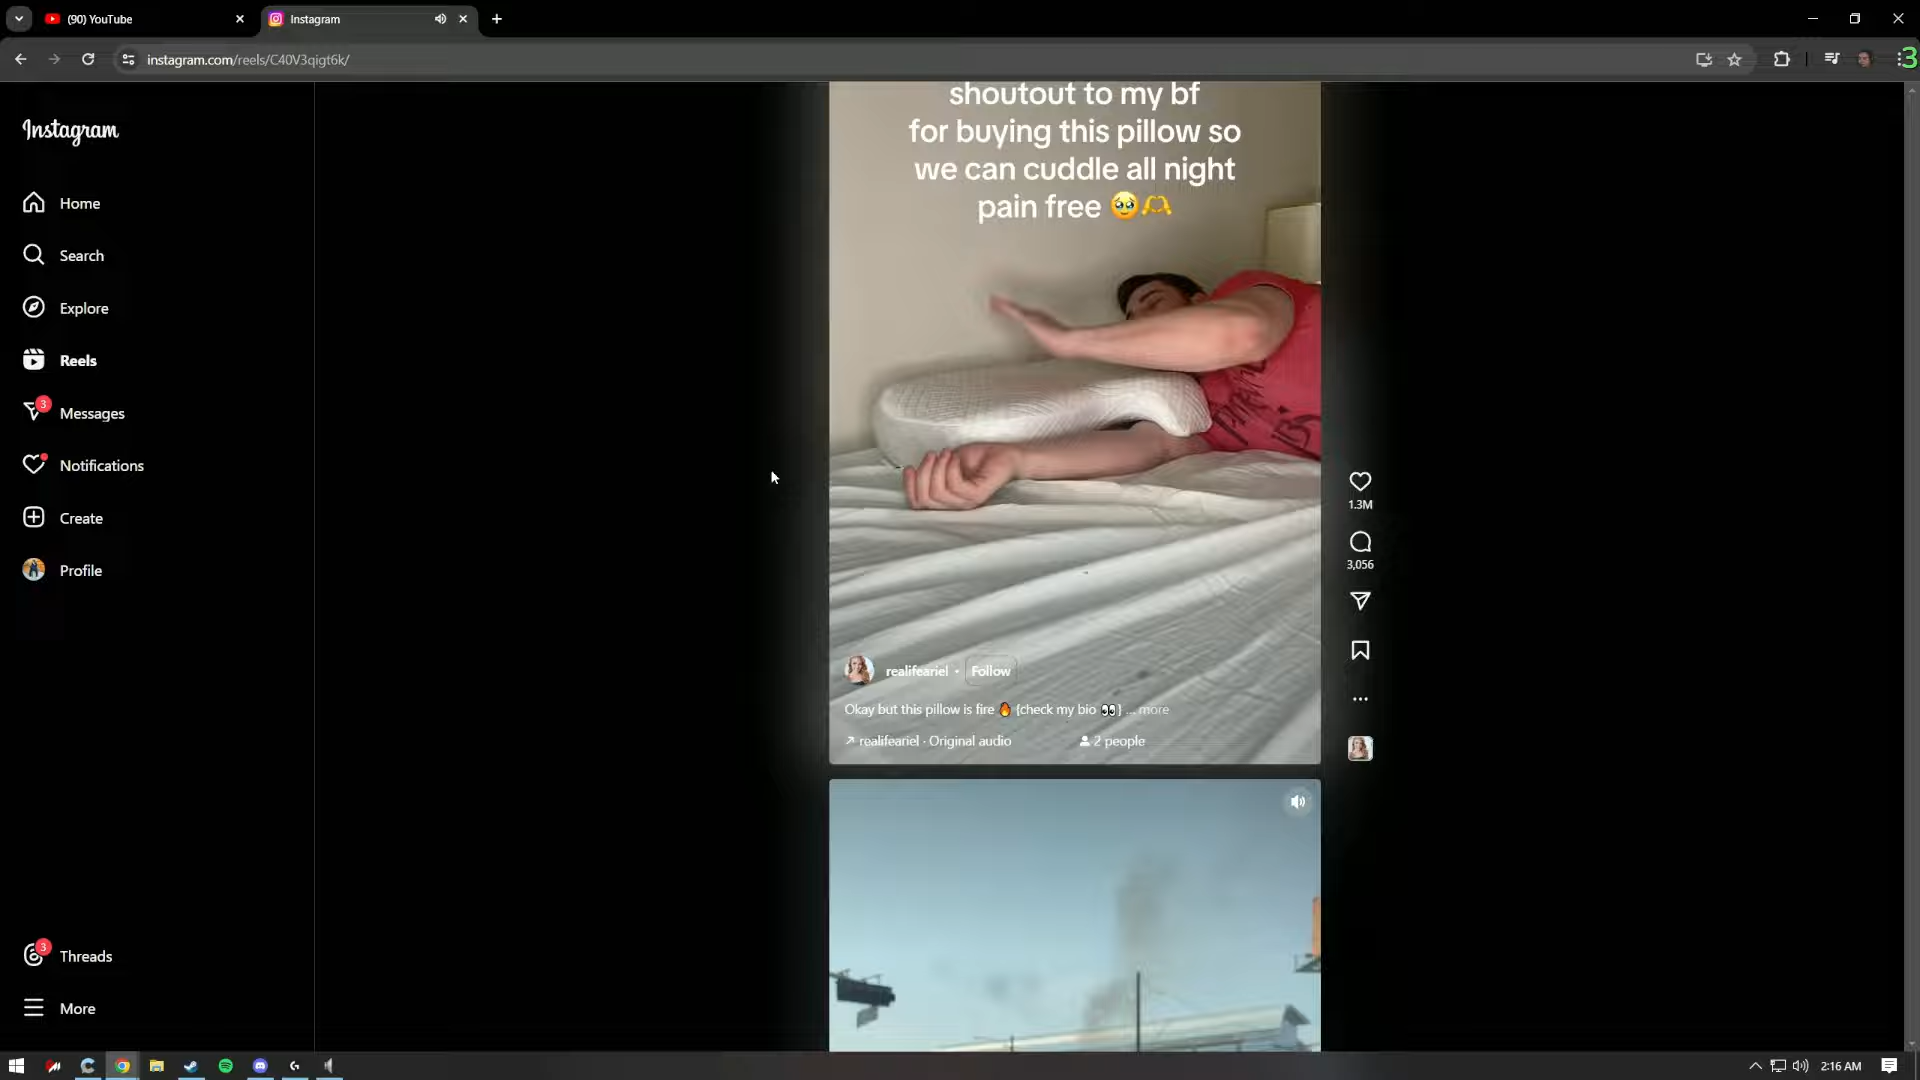 (90) YouTube
Instagram
instagram.com/reels/C40V3qigt6k/
3
Instagram
Home
Search
Explore
Reels
3
Messages
Notifications
Create
Profile
3
Threads
More
shoutout to my bf
for buying this pillow so
we can cuddle all night
pain free 🥹🫶
1.3M
3,056
realifeariel • Follow
Okay but this pillow is fire 🔥 {check my bio 👀} ... more
realifeariel · Original audio
2 people
2:16 AM